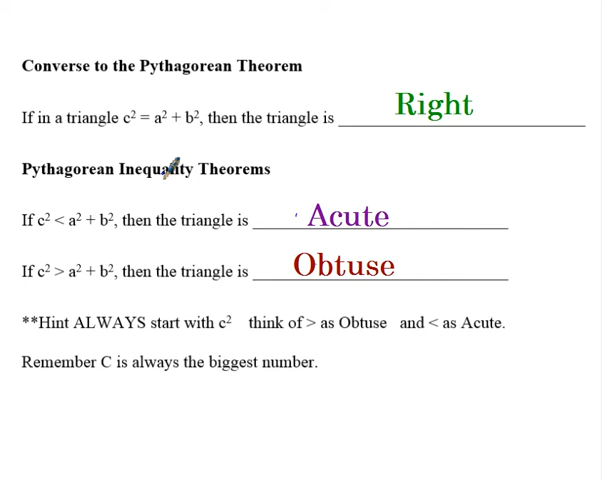 Converse to the Pythagorean Theorem
If in a triangle c² = a² + b², then the triangle is Right
Pythagorean Inequality Theorems
If c² < a² + b², then the triangle is Acute
If c² > a² + b², then the triangle is Obtuse
**Hint ALWAYS start with c² think of > as Obtuse and < as Acute.
Remember C is always the biggest number.